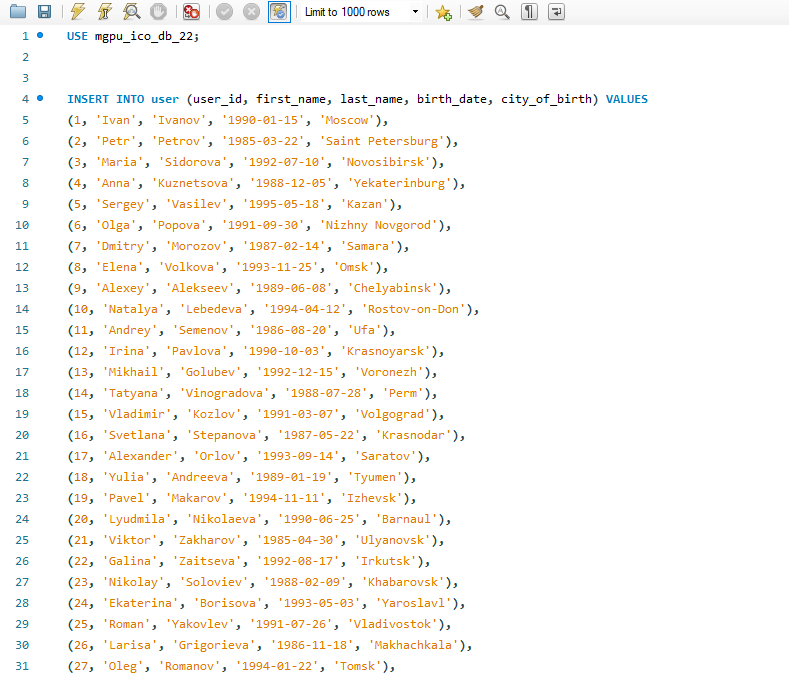 Limit to 1000 rows
1 USE mgpu_ico_db_22;
2
3
4 INSERT INTO user (user_id, first_name, last_name, birth_date, city_of_birth) VALUES
5 (1, 'Ivan', 'Ivanov', '1990-01-15', 'Moscow'),
6 (2, 'Petr', 'Petrov', '1985-03-22', 'Saint Petersburg'),
7 (3, 'Maria', 'Sidorova', '1992-07-10', 'Novosibirsk'),
8 (4, 'Anna', 'Kuznetsova', '1988-12-05', 'Yekaterinburg'),
9 (5, 'Sergey', 'Vasilev', '1995-05-18', 'Kazan'),
10 (6, 'Olga', 'Popova', '1991-09-30', 'Nizhny Novgorod'),
11 (7, 'Dmitry', 'Morozov', '1987-02-14', 'Samara'),
12 (8, 'Elena', 'Volkova', '1993-11-25', 'Omsk'),
13 (9, 'Alexey', 'Alekseev', '1989-06-08', 'Chelyabinsk'),
14 (10, 'Natalya', 'Lebedeva', '1994-04-12', 'Rostov-on-Don'),
15 (11, 'Andrey', 'Semenov', '1986-08-20', 'Ufa'),
16 (12, 'Irina', 'Pavlova', '1990-10-03', 'Krasnoyarsk'),
17 (13, 'Mikhail', 'Golubev', '1992-12-15', 'Voronezh'),
18 (14, 'Tatyana', 'Vinogradova', '1988-07-28', 'Perm'),
19 (15, 'Vladimir', 'Kozlov', '1991-03-07', 'Volgograd'),
20 (16, 'Svetlana', 'Stepanova', '1987-05-22', 'Krasnodar'),
21 (17, 'Alexander', 'Orlov', '1993-09-14', 'Saratov'),
22 (18, 'Yulia', 'Andreeva', '1989-01-19', 'Tyumen'),
23 (19, 'Pavel', 'Makarov', '1994-11-11', 'Izhevsk'),
24 (20, 'Lyudmila', 'Nikolaeva', '1990-06-25', 'Barnaul'),
25 (21, 'Viktor', 'Zakharov', '1985-04-30', 'Ulyanovsk'),
26 (22, 'Galina', 'Zaitseva', '1992-08-17', 'Irkutsk'),
27 (23, 'Nikolay', 'Soloviev', '1988-02-09', 'Khabarovsk'),
28 (24, 'Ekaterina', 'Borisova', '1993-05-03', 'Yaroslavl'),
29 (25, 'Roman', 'Yakovlev', '1991-07-26', 'Vladivostok'),
30 (26, 'Larisa', 'Grigorieva', '1986-11-18', 'Makhachkala'),
31 (27, 'Oleg', 'Romanov', '1994-01-22', 'Tomsk'),